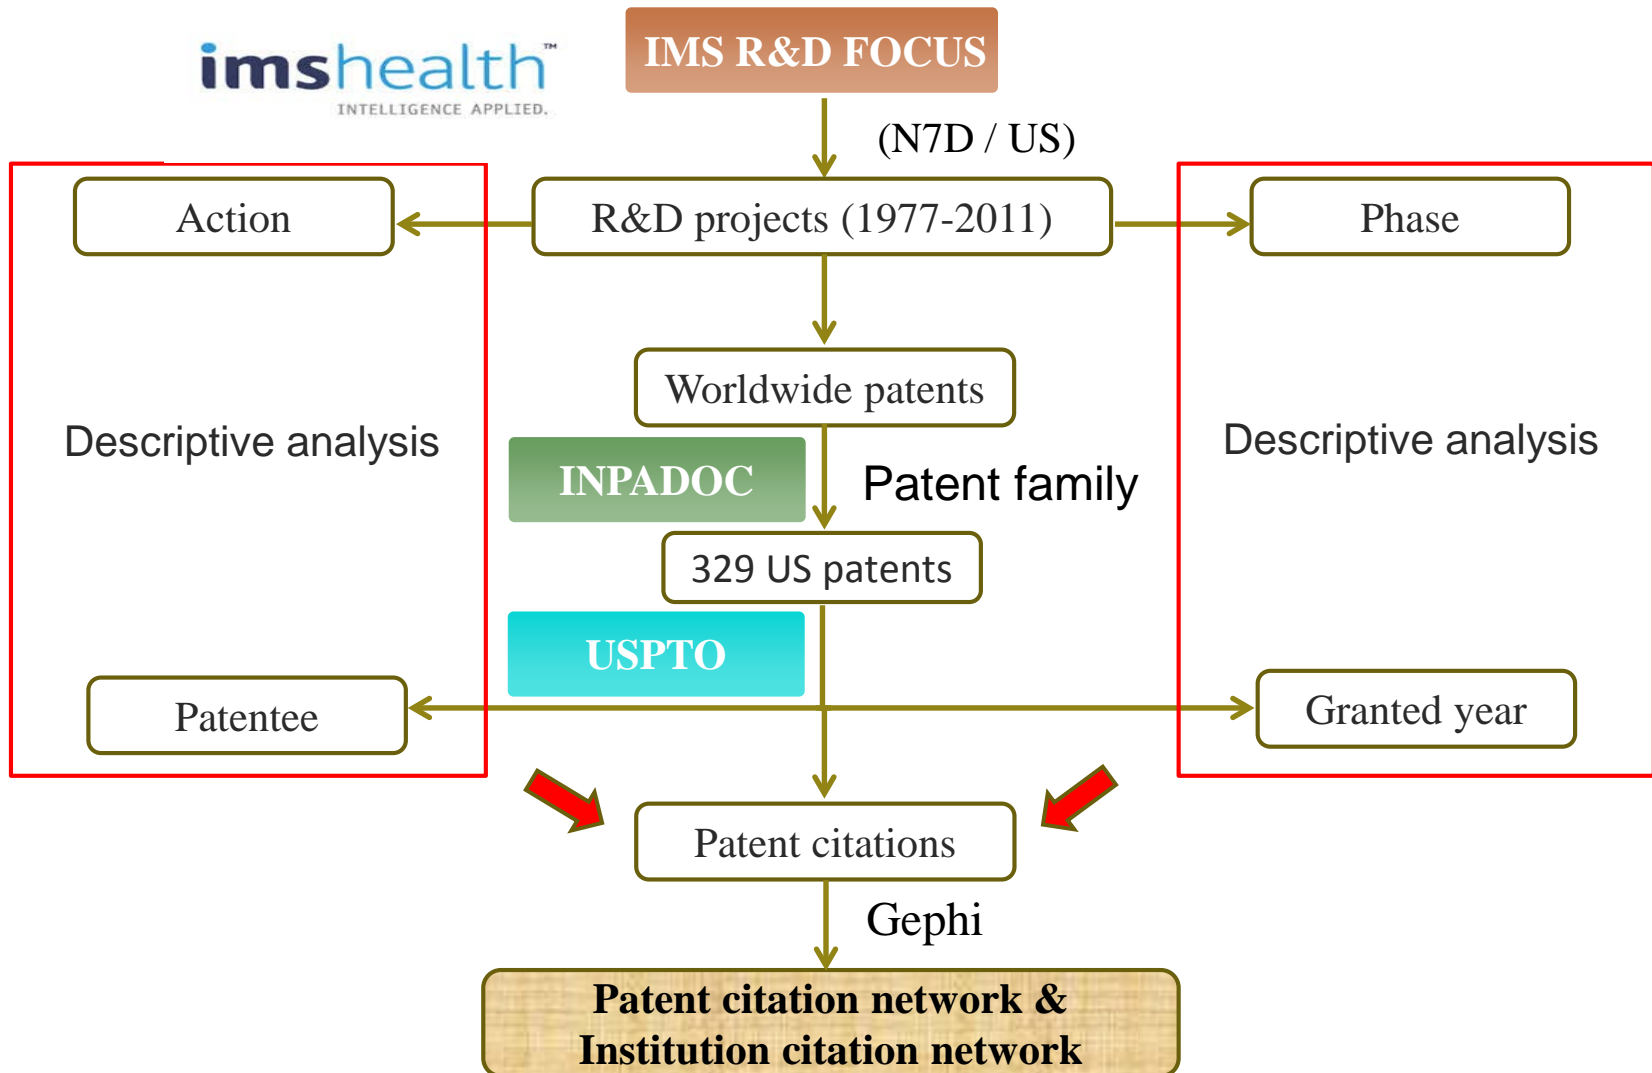 imshealth™
INTELLIGENCE APPLIED.
IMS R&D FOCUS
(N7D / US)
Action
R&D projects (1977-2011)
Phase
Worldwide patents
Descriptive analysis
Descriptive analysis
INPADOC
Patent family
329 US patents
USPTO
Patentee
Granted year
Patent citations
Gephi
Patent citation network &
Institution citation network